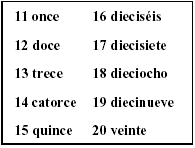 11 once 16 dieciséis
12 doce 17 diecisiete
13 trece 18 dieciocho
14 catorce 19 diecinueve
15 quince 20 veinte